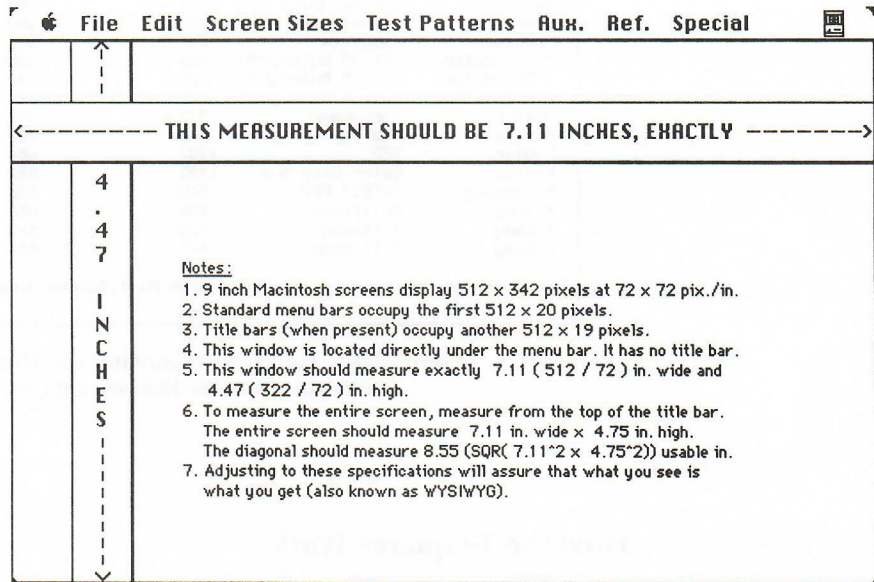 File Edit Screen Sizes Test Patterns Aux. Ref. Special
<-------- THIS MEASUREMENT SHOULD BE 7.11 INCHES, EXACTLY ------->
4.47 INCHES
Notes:
1. 9 inch Macintosh screens display 512 x 342 pixels at 72 x 72 pix./in.
2. Standard menu bars occupy the first 512 x 20 pixels.
3. Title bars (when present) occupy another 512 x 19 pixels.
4. This window is located directly under the menu bar. It has no title bar.
5. This window should measure exactly 7.11 ( 512 / 72 ) in. wide and
4.47 ( 322 / 72 ) in. high.
6. To measure the entire screen, measure from the top of the title bar.
The entire screen should measure 7.11 in. wide x 4.75 in. high.
The diagonal should measure 8.55 (SQR( 7.11^2 x 4.75^2)) usable in.
7. Adjusting to these specifications will assure that what you see is
what you get (also known as WYSIWYG).